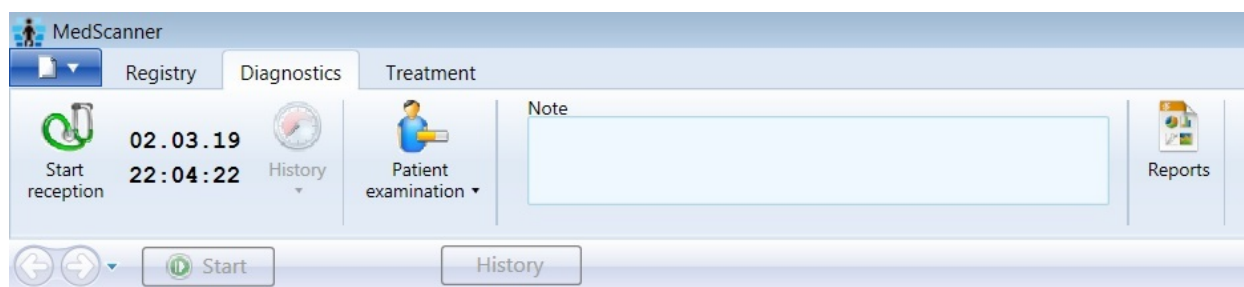 MedScanner
Registry Diagnostics Treatment
Note
02.03.19
22:04:22
Start
reception
History
Patient
examination
Reports
Start History